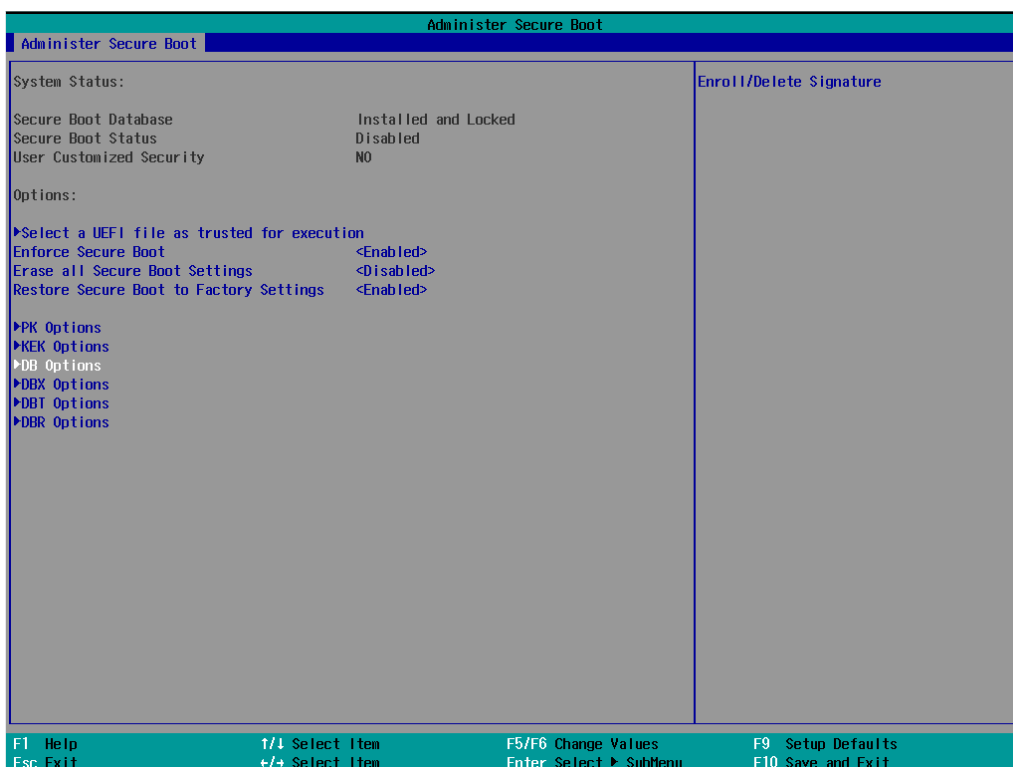 Administer Secure Boot
Administer Secure Boot
System Status:
Enroll/Delete Signature
Secure Boot Database Installed and Locked
Secure Boot Status Disabled
User Customized Security NO
Options:
▶Select a UEFI file as trusted for execution
Enforce Secure Boot <Enabled>
Erase all Secure Boot Settings <Disabled>
Restore Secure Boot to Factory Settings <Enabled>
▶PK Options
▶KEK Options
▶DB Options
▶DBX Options
▶DBT Options
▶DBR Options
F1 Help ↑/↓ Select Item F5/F6 Change Values F9 Setup Defaults
Esc Exit ←/→ Select Item Enter Select ▶ SubMenu F10 Save and Exit